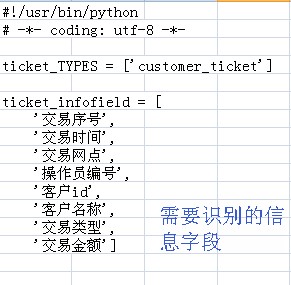 #!/usr/bin/python
# -*- coding: utf-8 -*-
ticket_TYPES = ['customer_ticket']
ticket_infofield = [
'交易序号',
'交易时间',
'交易网点',
'操作员编号',
'客户id',
'客户名称',
'交易类型',
'交易金额']
需要识别的信
息字段